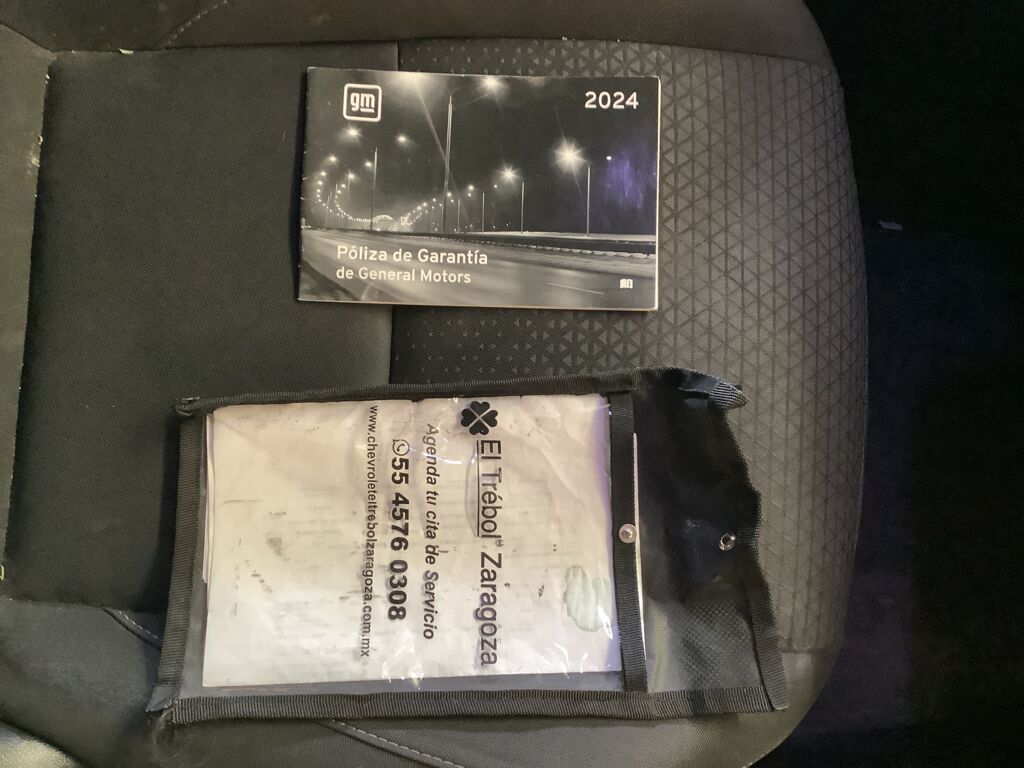 gm
2024
Póliza de Garantía
de General Motors
El Trébol® Zaragoza
Agenda tu cita de Servicio
55 4576 0308
www.chevroleteltrebolzaragoza.com.mx